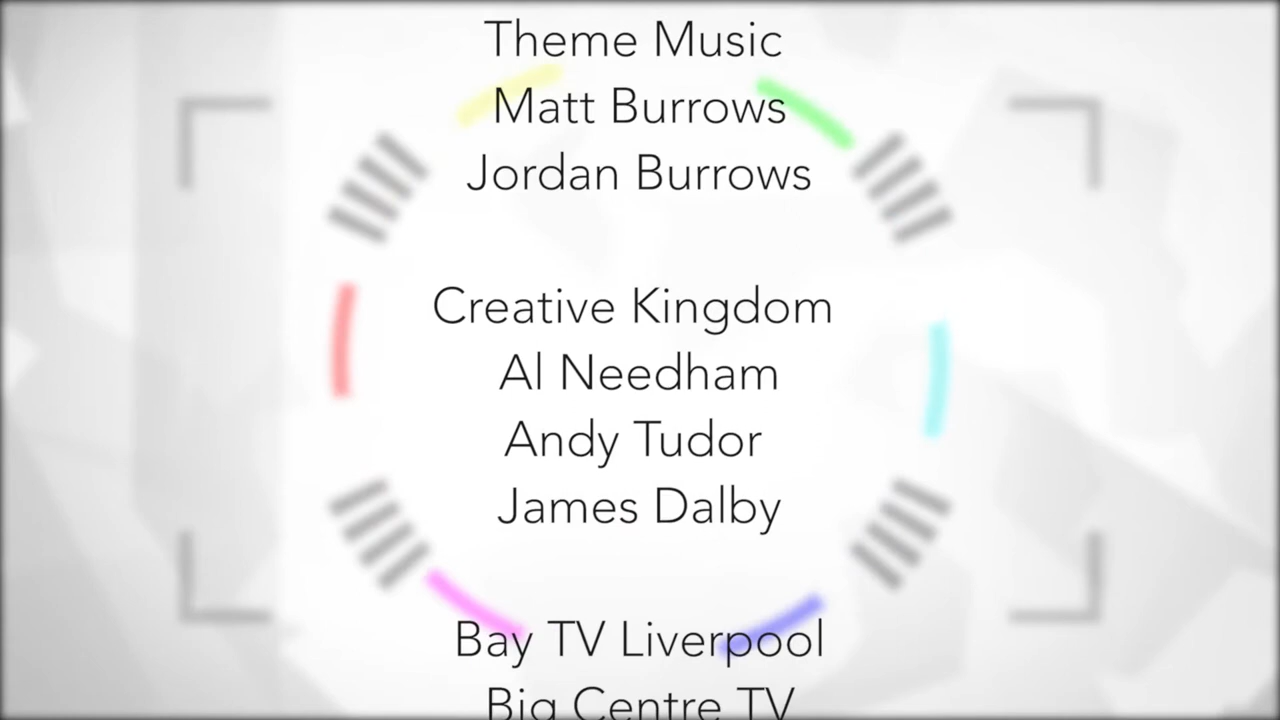 Theme Music
Matt Burrows
Jordan Burrows
Creative Kingdom
Al Needham
Andy Tudor
James Dalby
Bay TV Liverpool
Big Centre TV